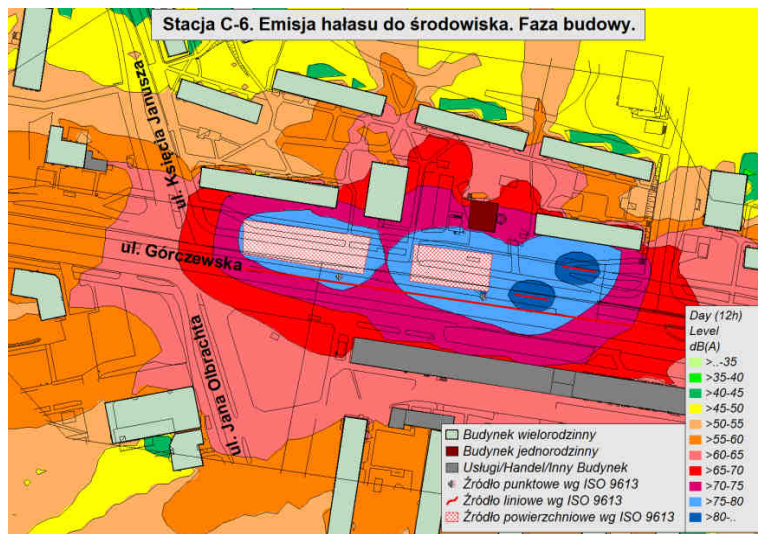 Stacja C-6. Emisja hałasu do środowiska. Faza budowy.
ul. Księcia Janusza
ul. Górczewska
ul. Jana Olbrachta
Budynek wielorodzinny
Budynek jednorodzinny
Usługi/Handel/Inny Budynek
Źródło punktowe wg ISO 9613
Źródło liniowe wg ISO 9613
Źródło powierzchniowe wg ISO 9613
Day (12h)
Level
dB(A)
>..-35
>35-40
>40-45
>45-50
>50-55
>55-60
>60-65
>65-70
>70-75
>75-80
>80-..